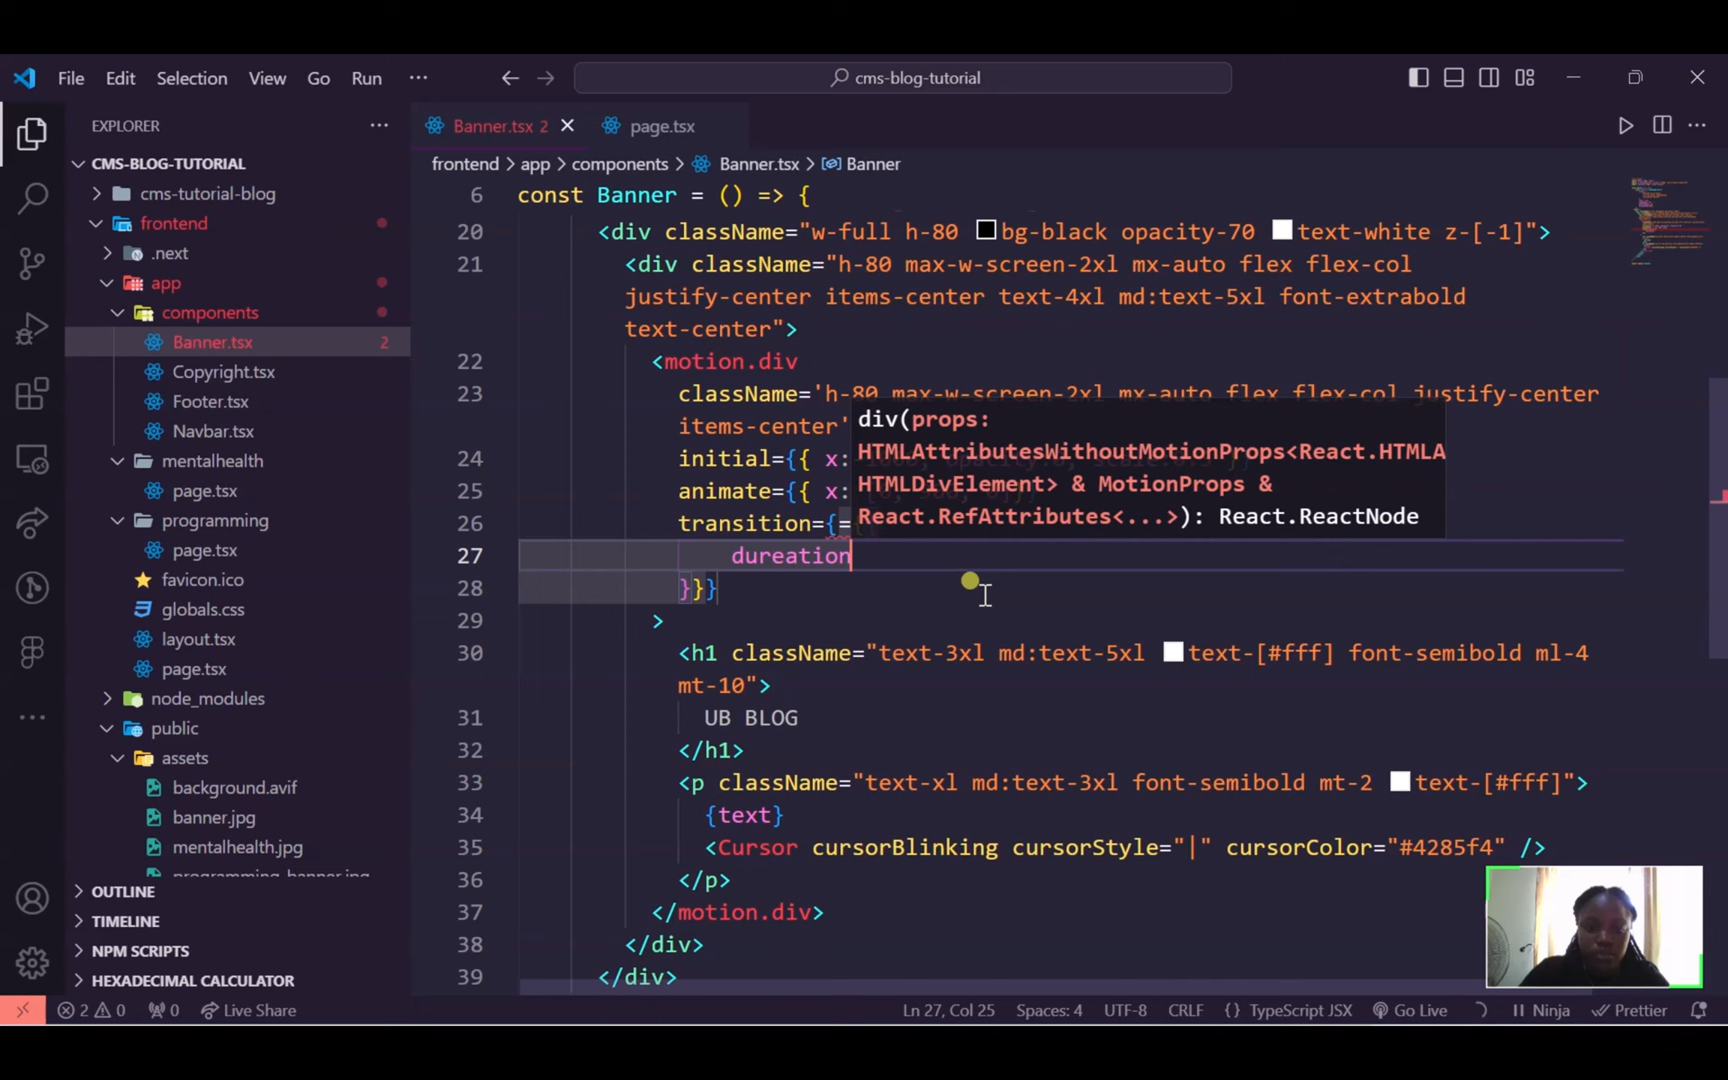 File Edit Selection View Go Run ··· cms-blog-tutorial
EXPLORER ···
Banner.tsx 2
page.tsx
CMS-BLOG-TUTORIAL
cms-tutorial-blog
frontend
.next
app
components
Banner.tsx 2
Copyright.tsx
Footer.tsx
Navbar.tsx
mentalhealth
page.tsx
programming
page.tsx
favicon.ico
globals.css
layout.tsx
page.tsx
node_modules
public
assets
background.avif
banner.jpg
mentalhealth.jpg
programming-banner.jpg
OUTLINE
TIMELINE
NPM SCRIPTS
HEXADECIMAL CALCULATOR
frontend > app > components > Banner.tsx > Banner
6 const Banner = () => {
20 <div className="w-full h-80 bg-black opacity-70 text-white z-[-1]">
21 <div className="h-80 max-w-screen-2xl mx-auto flex flex-col
justify-center items-center text-4xl md:text-5xl font-extrabold
text-center">
22 <motion.div
23 className='h-80 max-w-screen-2xl mx-auto flex flex-col justify-center
items-center'
24 initial={{ x:
25 animate={{ x:
26 transition={=
27 dureation
28 }}}
29 >
30 <h1 className="text-3xl md:text-5xl text-[#fff] font-semibold ml-4
mt-10">
31 UB BLOG
32 </h1>
33 <p className="text-xl md:text-3xl font-semibold mt-2 text-[#fff]">
34 {text}
35 <Cursor cursorBlinking cursorStyle="|" cursorColor="#4285f4" />
36 </p>
37 </motion.div>
38 </div>
39 </div>
div(props:
HTMLAttributesWithoutMotionProps<React.HTMLA
HTMLDivElement> & MotionProps &
React.RefAttributes<...>): React.ReactNode
2 0 0 Live Share Ln 27, Col 25 Spaces: 4 UTF-8 CRLF {} TypeScript JSX Go Live Ninja Prettier